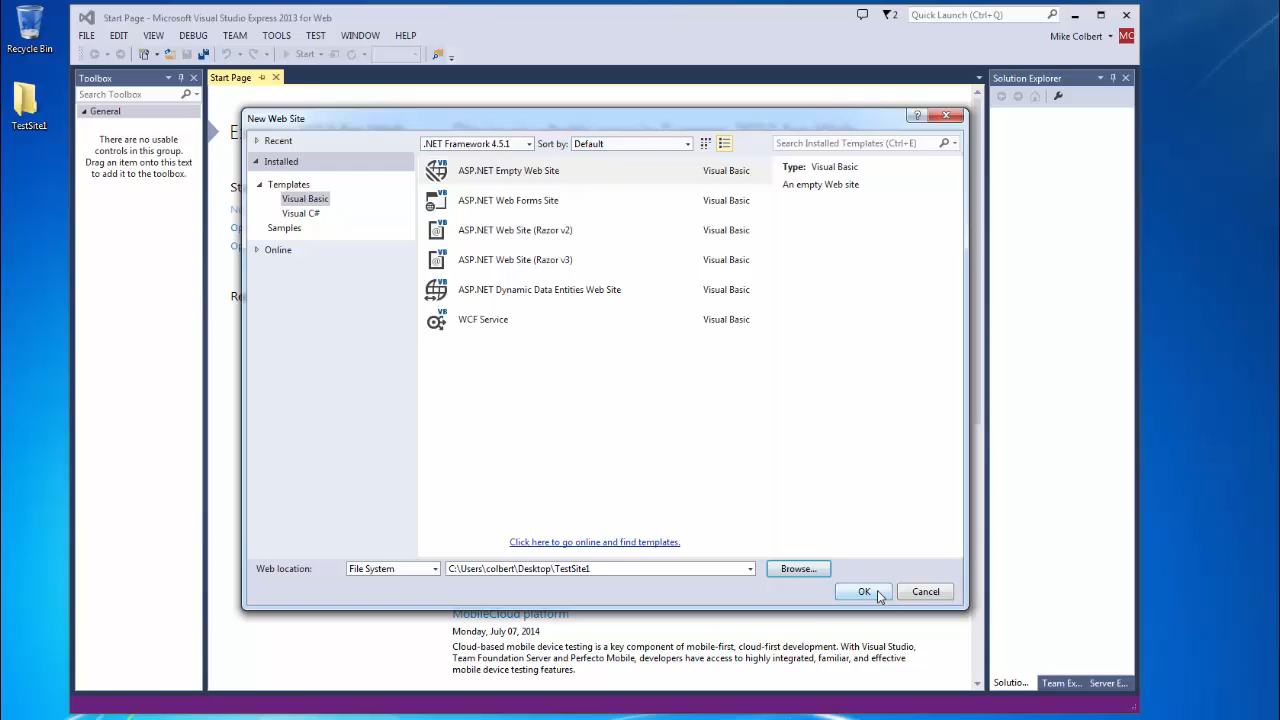 Recycle Bin
TestSite1
Start Page - Microsoft Visual Studio Express 2013 for Web
2
Quick Launch (Ctrl+Q)
FILE EDIT VIEW DEBUG TEAM TOOLS TEST WINDOW HELP
Mike Colbert MC
Start
Toolbox
Search Toolbox
General
There are no usable
controls in this group.
Drag an item onto this text
to add it to the toolbox.
Start Page
Solution Explorer
New Web Site
?
Recent
Installed
Templates
Visual Basic
Visual C#
Samples
Online
.NET Framework 4.5.1 Sort by: Default
Search Installed Templates (Ctrl+E)
VB ASP.NET Empty Web Site Visual Basic
VB ASP.NET Web Forms Site Visual Basic
VB ASP.NET Web Site (Razor v2) Visual Basic
VB ASP.NET Web Site (Razor v3) Visual Basic
VB ASP.NET Dynamic Data Entities Web Site Visual Basic
VB WCF Service Visual Basic
Type: Visual Basic
An empty Web site
Click here to go online and find templates.
Web location: File System C:\Users\colbert\Desktop\TestSite1 Browse...
OK Cancel
MobileCloud platform
Monday, July 07, 2014
Cloud-based mobile device testing is a key component of mobile-first, cloud-first development. With Visual Studio,
Team Foundation Server and Perfecto Mobile, developers have access to highly integrated, familiar, and effective
mobile device testing features.
Solutio... Team Ex... Server E...